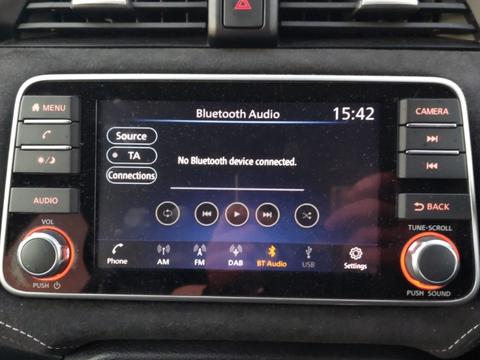 MENU
AUDIO
VOL
PUSH
Bluetooth Audio
15:42
Source
TA
Connections
No Bluetooth device connected.
Phone
AM
FM
DAB
BT Audio
USB
Settings
CAMERA
BACK
TUNE-SCROLL
PUSH SOUND